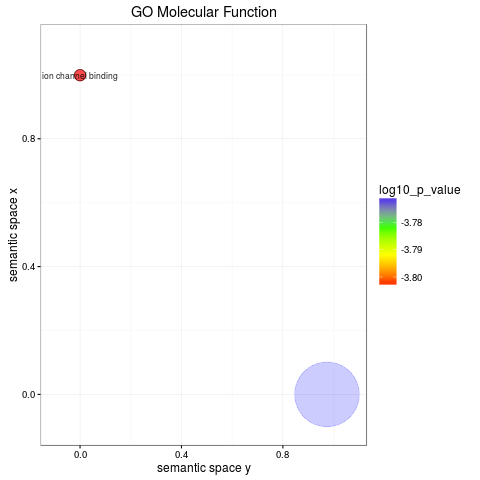 GO Molecular Function
ion channel binding
0.8
0.4
0.0
semantic space x
0.0
0.4
0.8
semantic space y
log10_p_value
-3.78
-3.79
-3.80